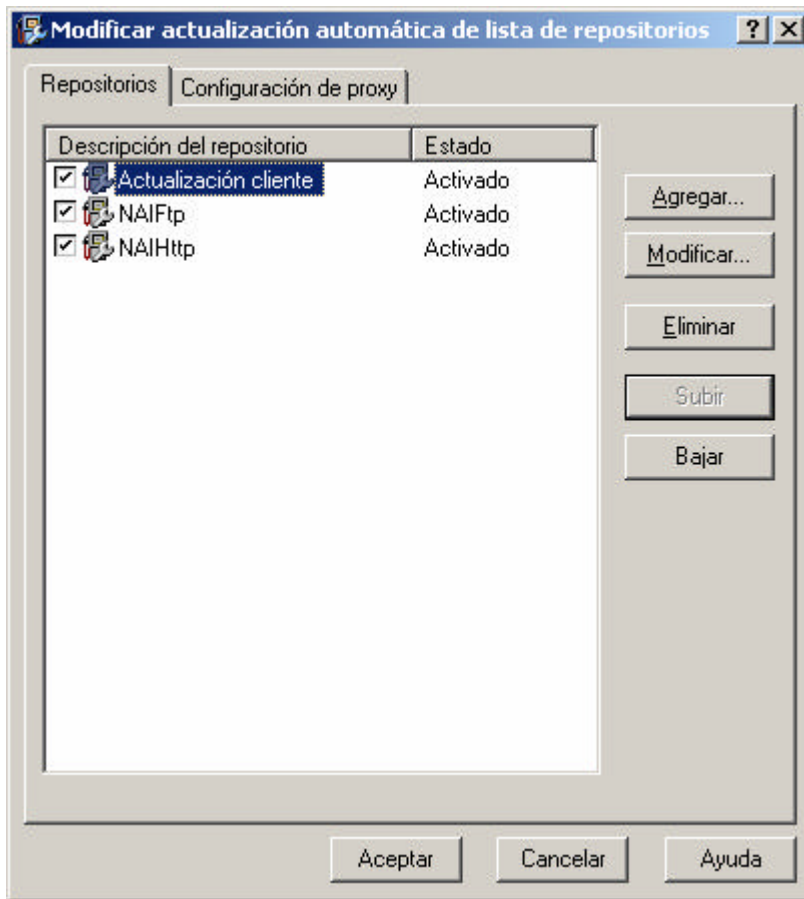 Modificar actualización automática de lista de repositorios
Repositorios Configuración de proxy
Descripción del repositorio Estado
Actualización cliente Activado
NAIFtp Activado
NAIHttp Activado
Agregar...
Modificar...
Eliminar
Subir
Bajar
Aceptar Cancelar Ayuda